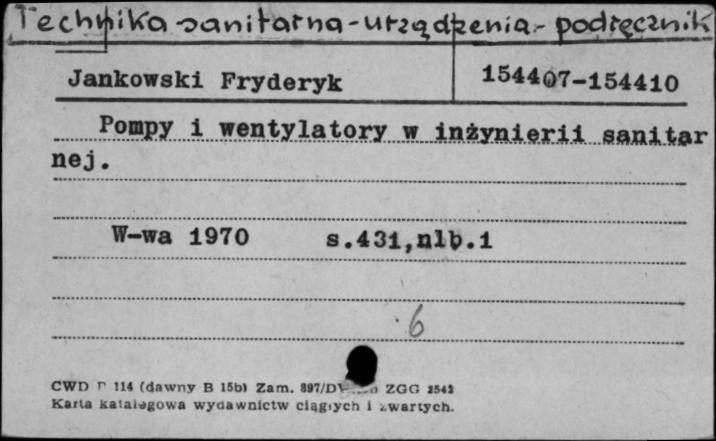 Technika sanitarna - urządzenia - podręcznik
Jankowski Fryderyk
154407-154410
Pompy i wentylatory w inżynierii sanitar
nej.
W-wa 1970 s.431,nlb.1
6
CWD 114 (dawny B 15b) Zam. 897/ ZGG 2542
Karta katalogowa wydawnictw ciągłych i zwartych.